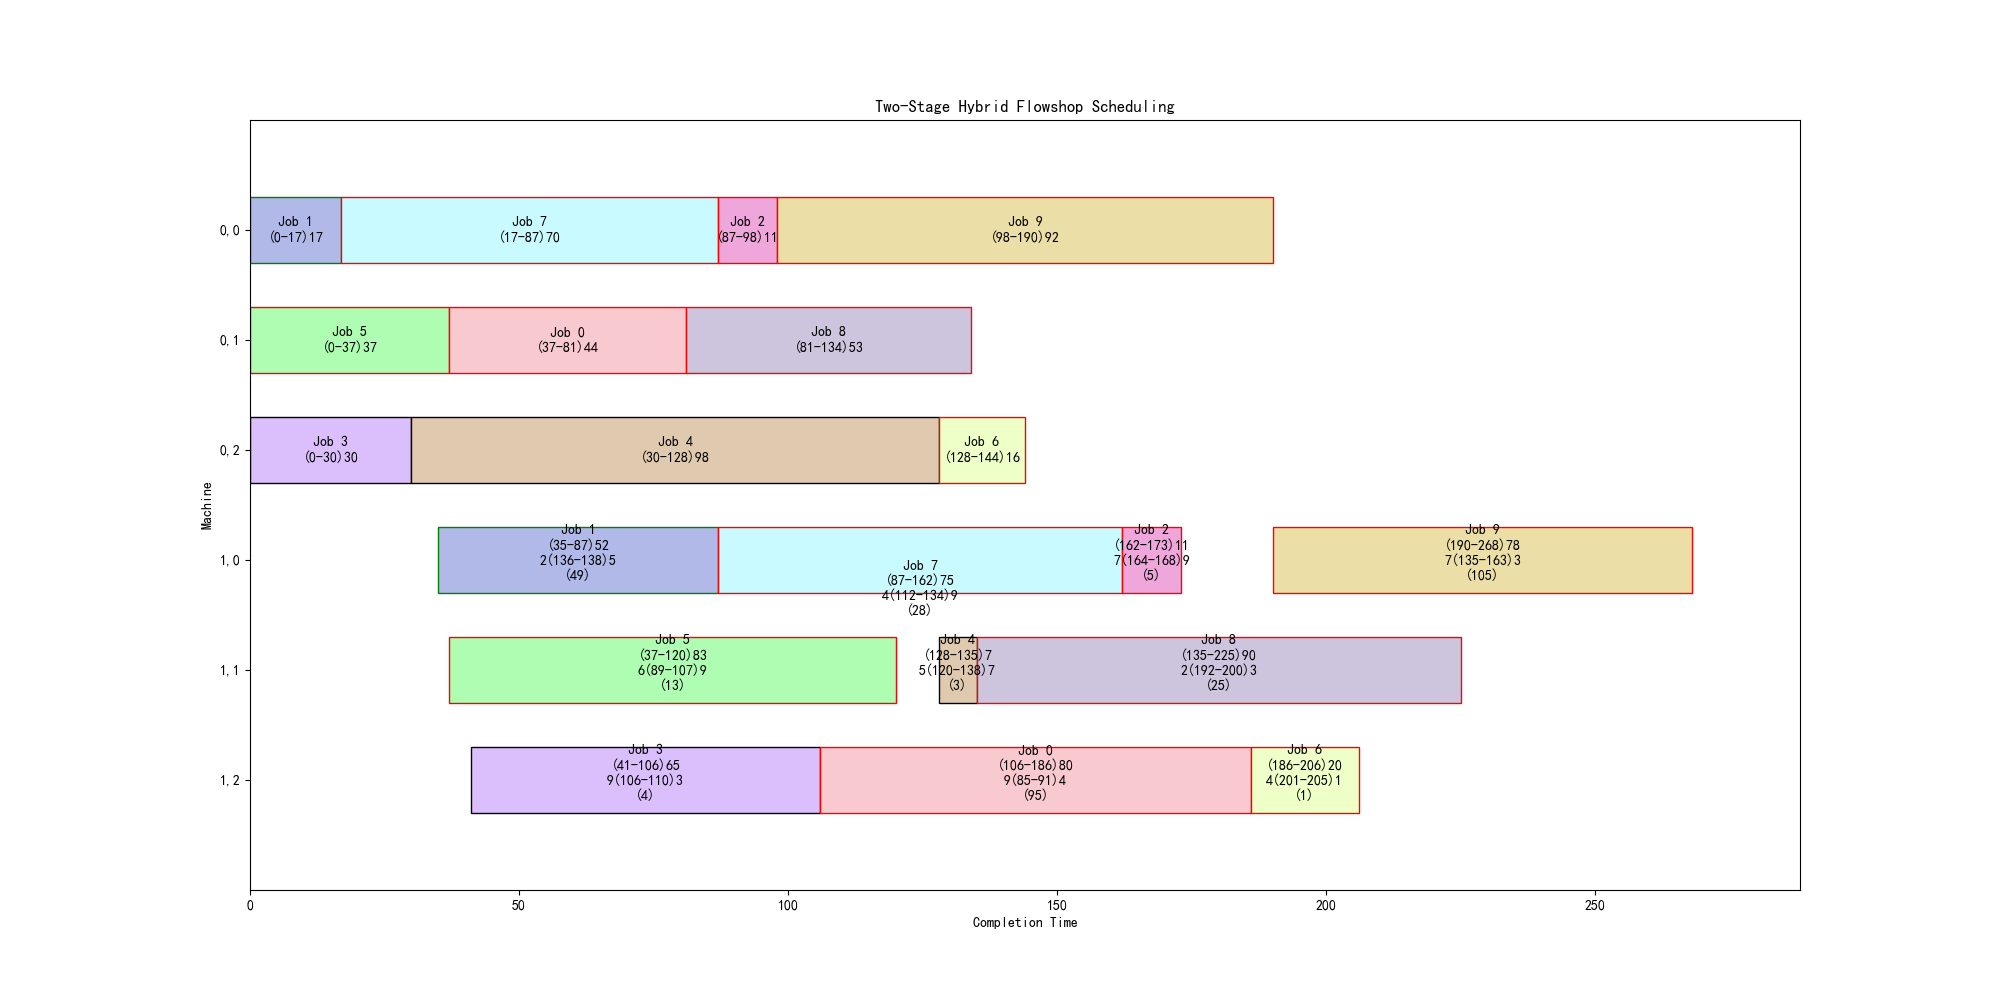 Two-Stage Hybrid Flowshop Scheduling
Machine
0,0
Job 1
(0-17)17
Job 7
(17-87)70
Job 2
(87-98)11
Job 9
(98-190)92
0,1
Job 5
(0-37)37
Job 0
(37-81)44
Job 8
(81-134)53
0,2
Job 3
(0-30)30
Job 4
(30-128)98
Job 6
(128-144)16
1,0
Job 1
(35-87)52
2(136-138)5
(49)
Job 7
(87-162)75
4(112-134)9
(28)
Job 2
(162-173)11
7(164-168)9
(5)
Job 9
(190-268)78
7(135-163)3
(105)
1,1
Job 5
(37-120)83
6(89-107)9
(13)
Job 4
(128-135)7
5(120-138)7
(3)
Job 8
(135-225)90
2(192-200)3
(25)
1,2
Job 3
(41-106)65
9(106-110)3
(4)
Job 0
(106-186)80
9(85-91)4
(95)
Job 6
(186-206)20
4(201-205)1
(1)
0
50
100
150
200
250
Completion Time